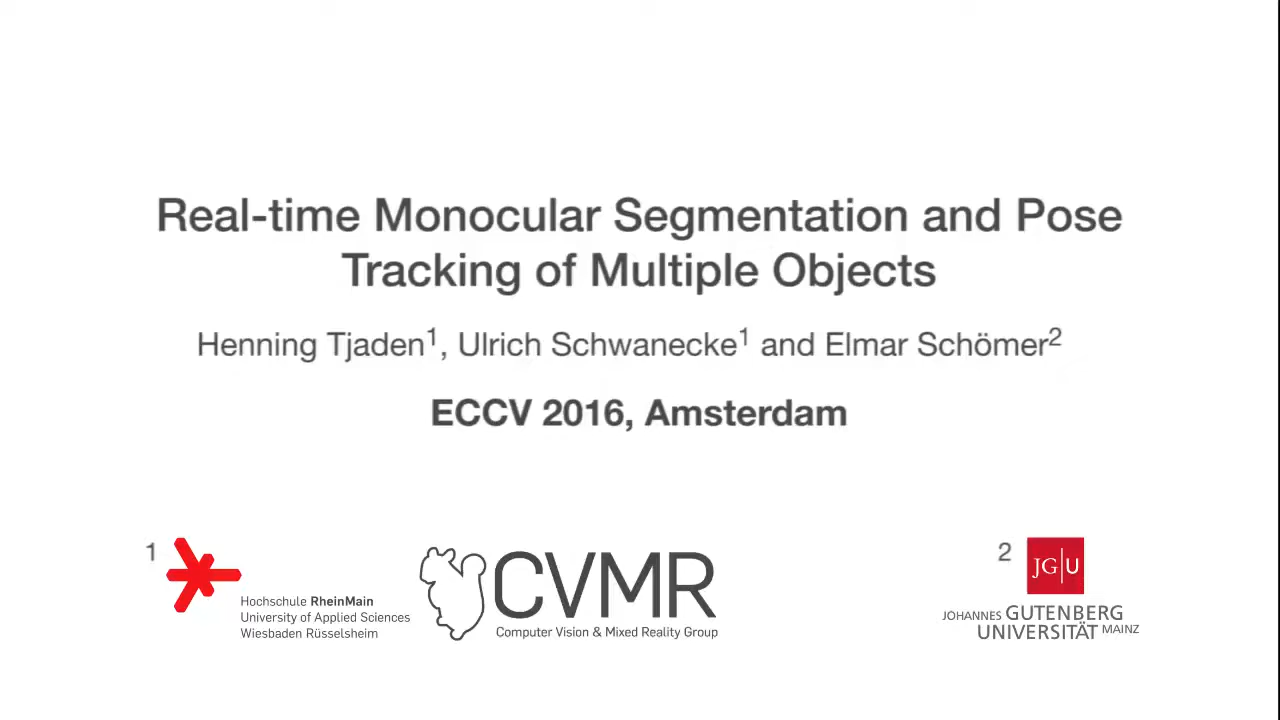 Real-time Monocular Segmentation and Pose
Tracking of Multiple Objects
Henning Tjaden¹, Ulrich Schwanecke¹ and Elmar Schömer²
ECCV 2016, Amsterdam
1
Hochschule RheinMain
University of Applied Sciences
Wiesbaden Rüsselsheim
CVMR
Computer Vision & Mixed Reality Group
2
JG|U
JOHANNES GUTENBERG
UNIVERSITÄT MAINZ